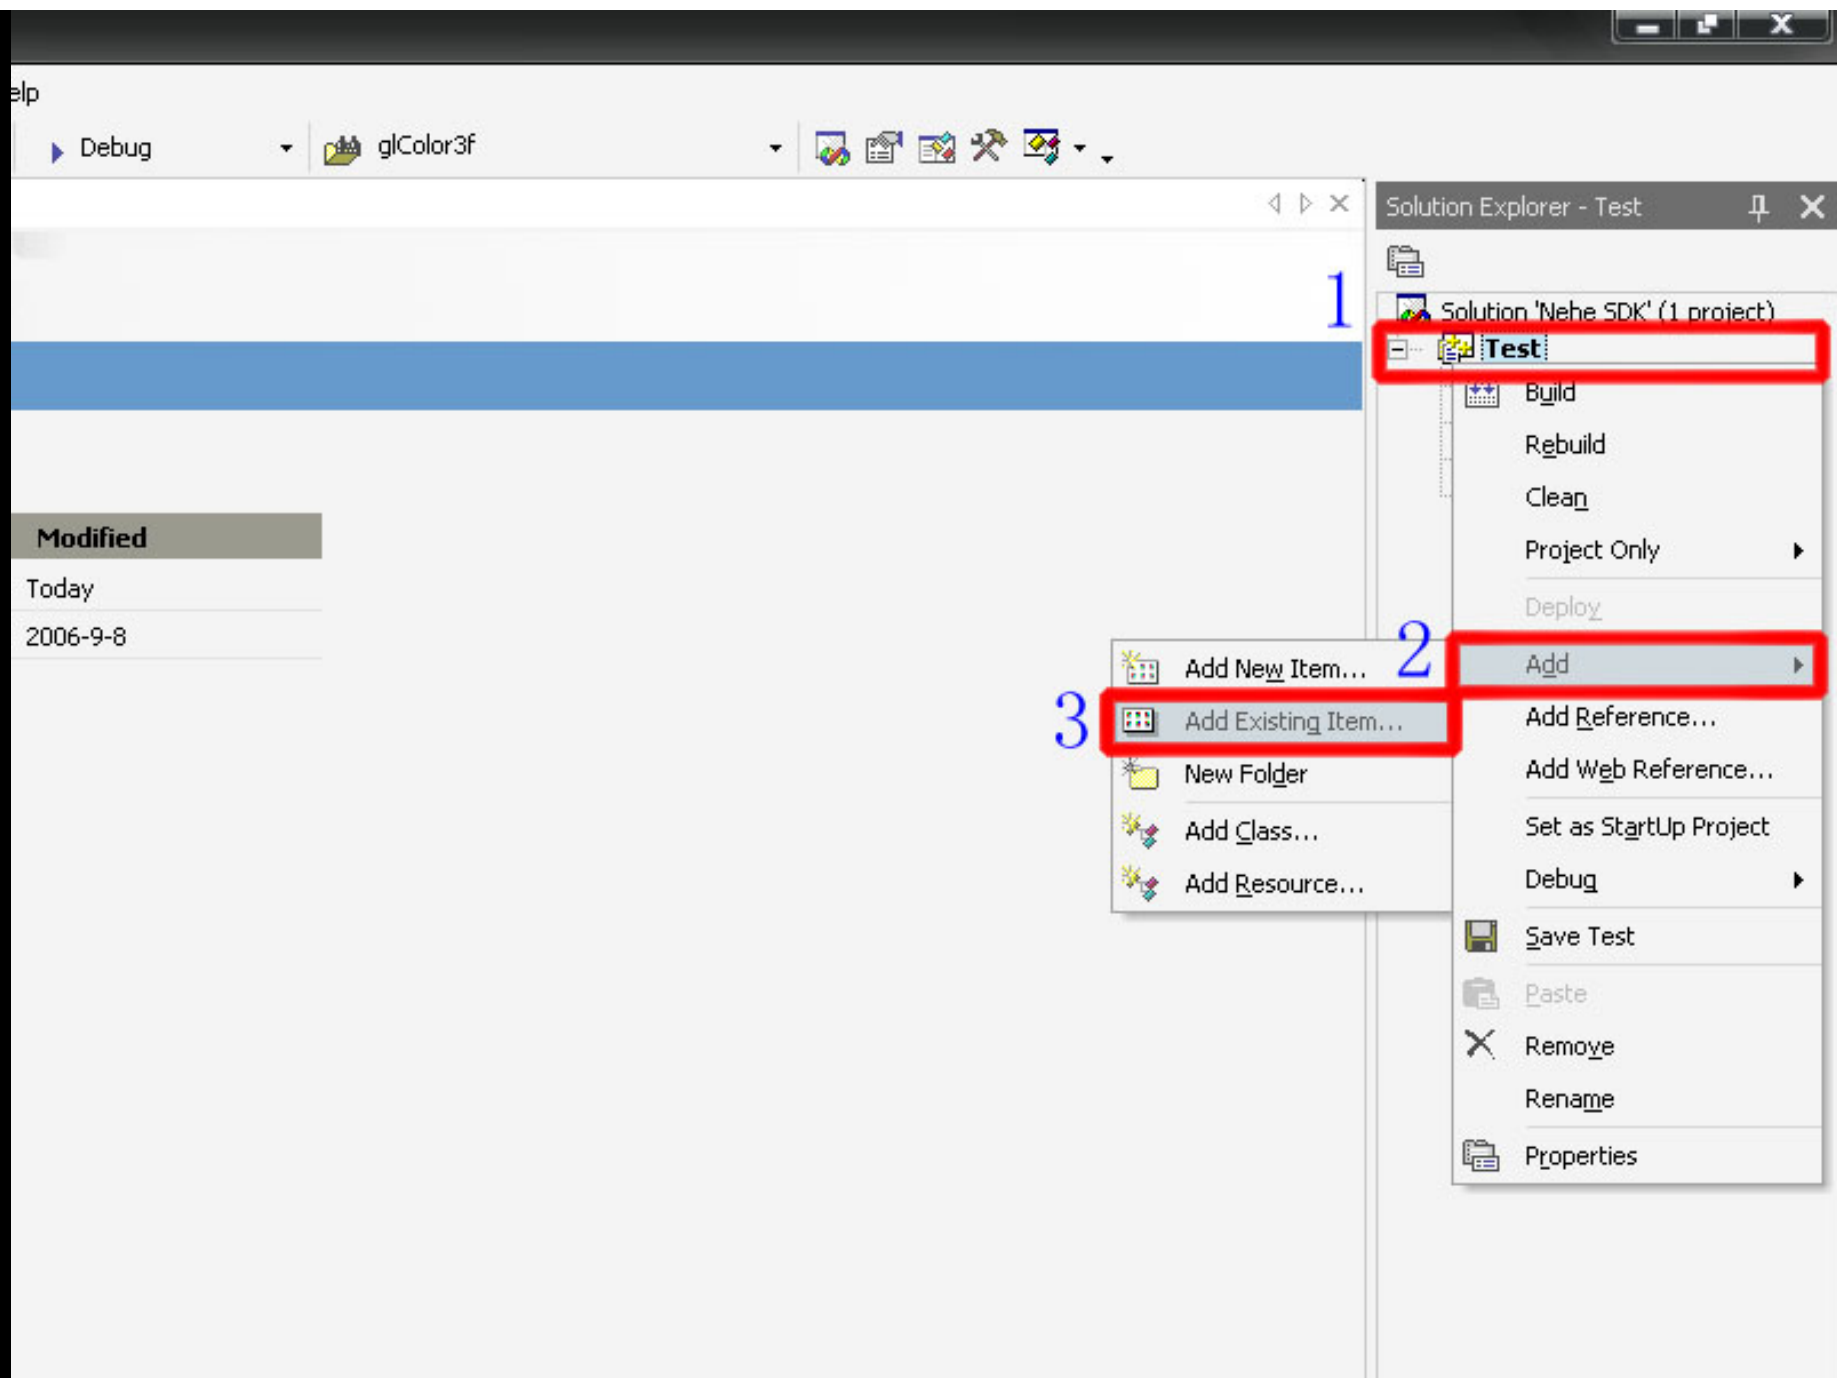 elp
Debug
glColor3f
Solution Explorer - Test
1
Solution 'Nehe SDK' (1 project)
Test
Build
Rebuild
Clean
Modified
Project Only
Today
Deploy
2006-9-8
2
Add
Add New Item...
3
Add Existing Item...
Add Reference...
New Folder
Add Web Reference...
Add Class...
Set as StartUp Project
Add Resource...
Debug
Save Test
Paste
Remove
Rename
Properties